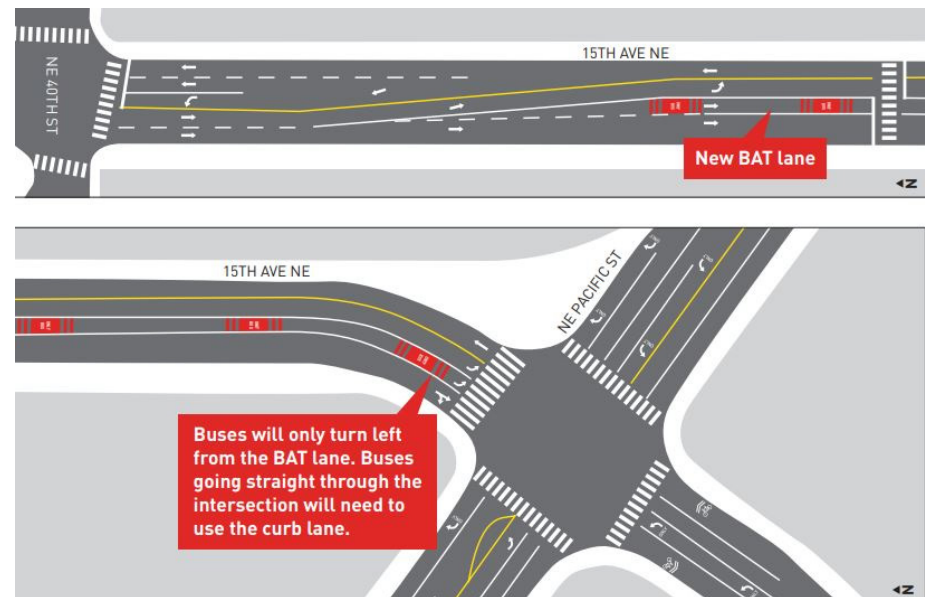 15TH AVE NE
NE 40TH ST
New BAT lane
N
15TH AVE NE
NE PACIFIC ST
Buses will only turn left
from the BAT lane. Buses
going straight through the
intersection will need to
use the curb lane.
N